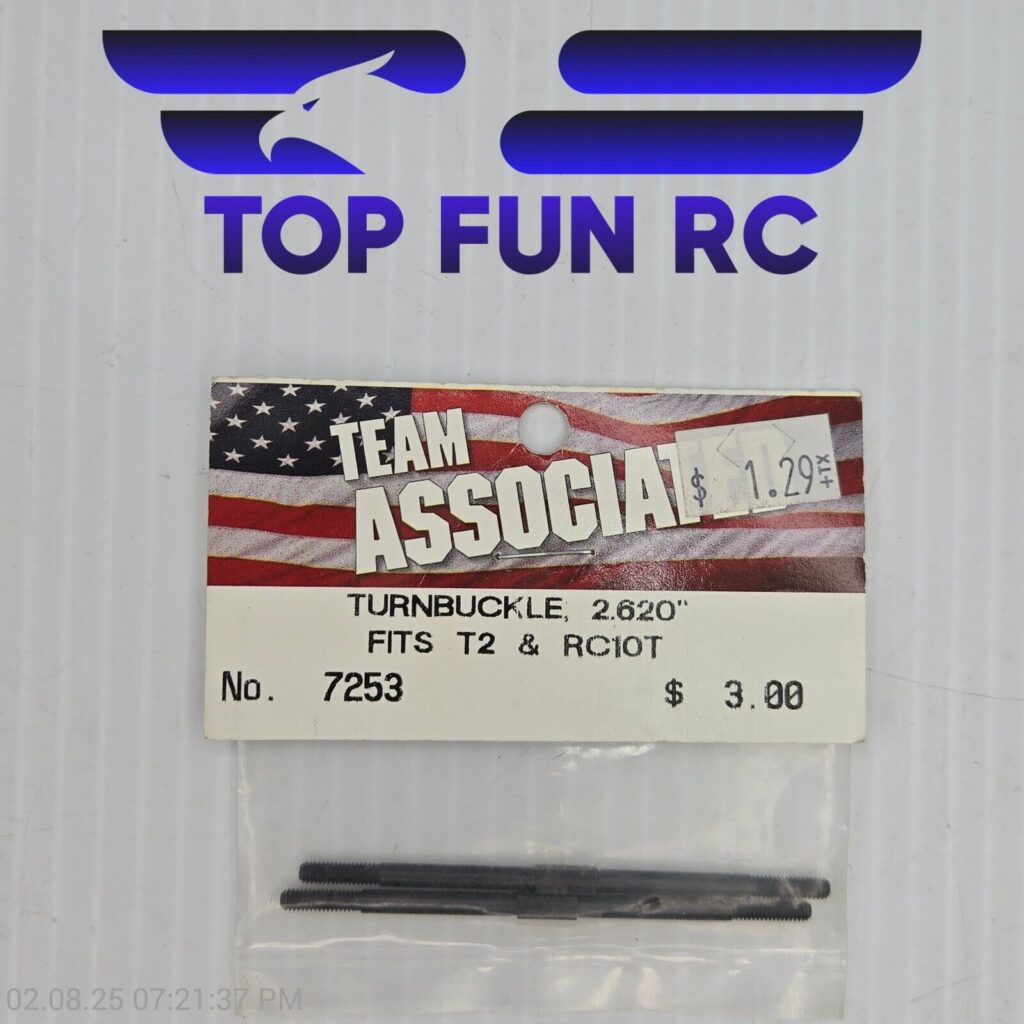 TOP FUN RC
TEAM
ASSOCIATED
$ 1.29 +TX
TURNBUCKLE, 2.620"
FITS T2 & RC10T
No. 7253 $ 3.00
02.08.25 07:21:37 PM